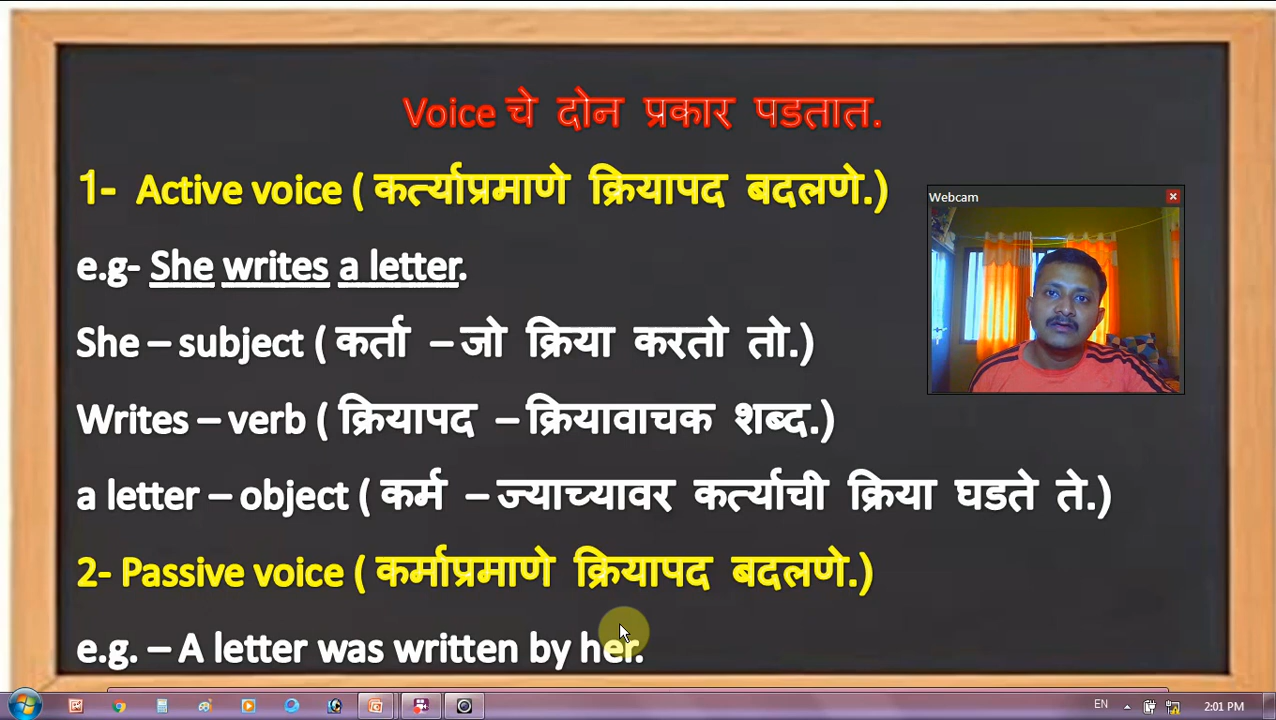 Voice चे दोन प्रकार पडतात.
1- Active voice ( कर्त्याप्रमाणे क्रियापद बदलणे.)
Webcam
e.g- She writes a letter.
She – subject ( कर्ता – जो क्रिया करतो तो.)
Writes – verb ( क्रियापद – क्रियावाचक शब्द.)
a letter – object ( कर्म – ज्याच्यावर कर्त्याची क्रिया घडते ते.)
2- Passive voice ( कर्माप्रमाणे क्रियापद बदलणे.)
e.g. – A letter was written by her.
EN
2:01 PM